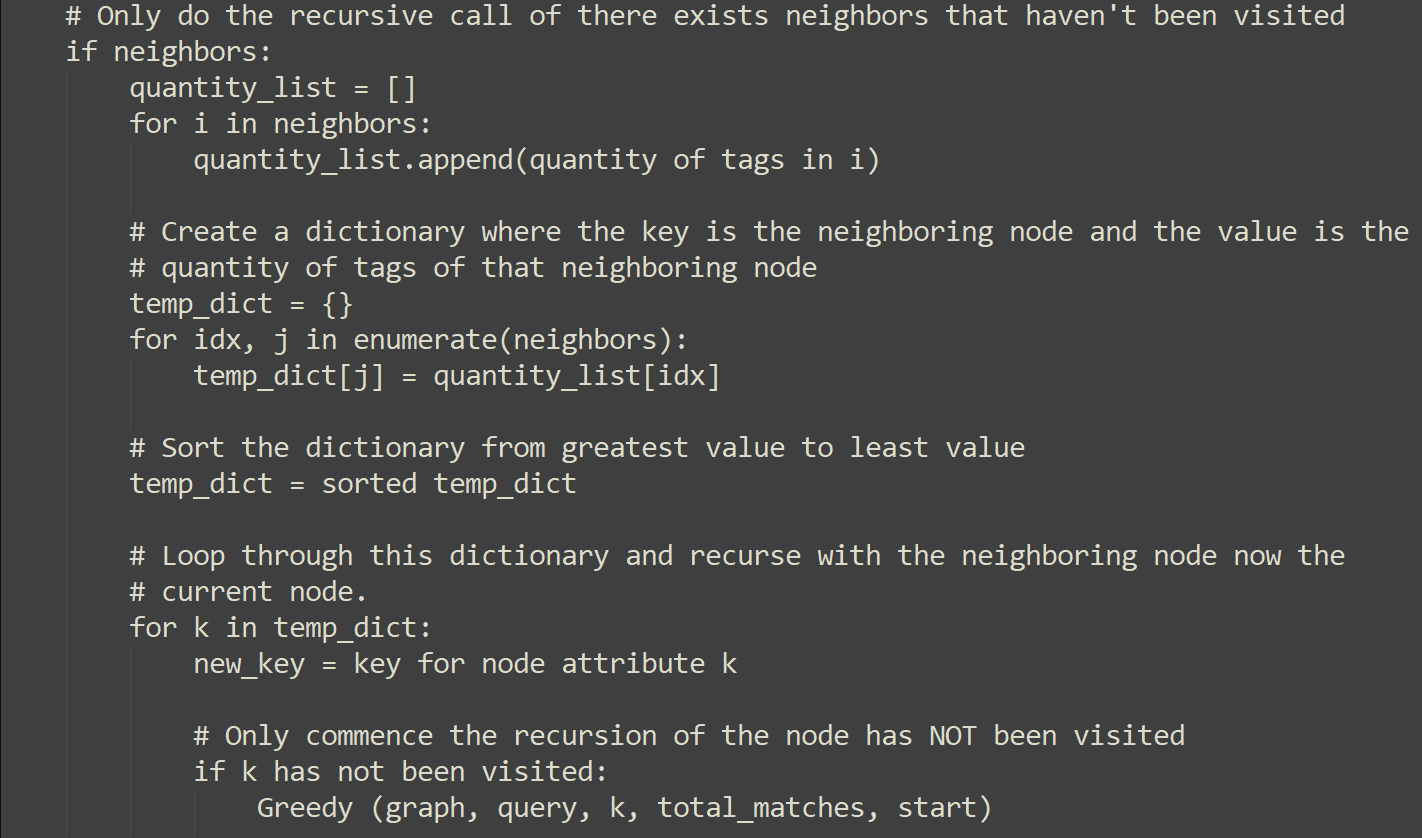 # Only do the recursive call of there exists neighbors that haven't been visited
if neighbors:
quantity_list = []
for i in neighbors:
quantity_list.append(quantity of tags in i)
# Create a dictionary where the key is the neighboring node and the value is the
# quantity of tags of that neighboring node
temp_dict = {}
for idx, j in enumerate(neighbors):
temp_dict[j] = quantity_list[idx]
# Sort the dictionary from greatest value to least value
temp_dict = sorted temp_dict
# Loop through this dictionary and recurse with the neighboring node now the
# current node.
for k in temp_dict:
new_key = key for node attribute k
# Only commence the recursion of the node has NOT been visited
if k has not been visited:
Greedy (graph, query, k, total_matches, start)